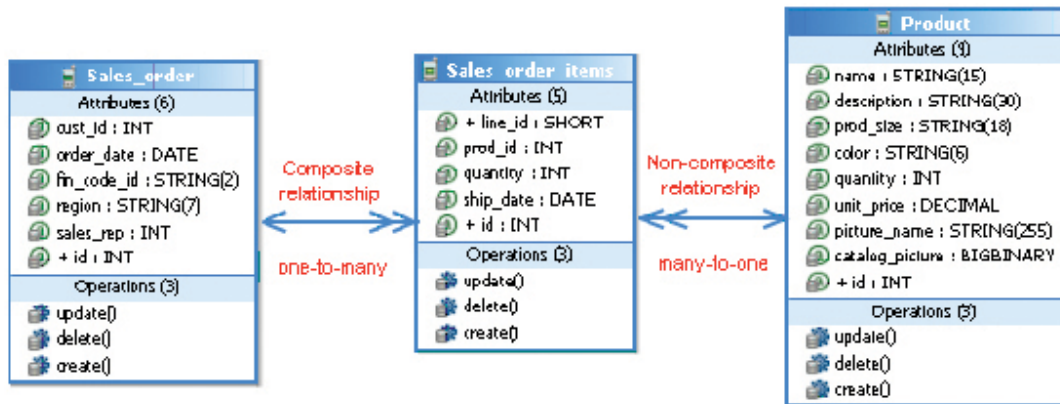 Sales_order
Attributes (6)
cust_id : INT
order_date : DATE
fin_code_id : STRING(2)
region : STRING(7)
sales_rep : INT
+ id : INT
Operations (3)
update()
delete()
create()
Composite
relationship
one-to-many
Sales_order_items
Attributes (5)
+ line_id : SHORT
prod_id : INT
quantity : INT
ship_date : DATE
+ id : INT
Operations (3)
update()
delete()
create()
Non-composite
relationship
many-to-one
Product
Attributes (9)
name : STRING(15)
description : STRING(30)
prod_size : STRING(18)
color : STRING(6)
quantity : INT
unit_price : DECIMAL
picture_name : STRING(255)
catalog_picture : BIGBINARY
+ id : INT
Operations (3)
update()
delete()
create()